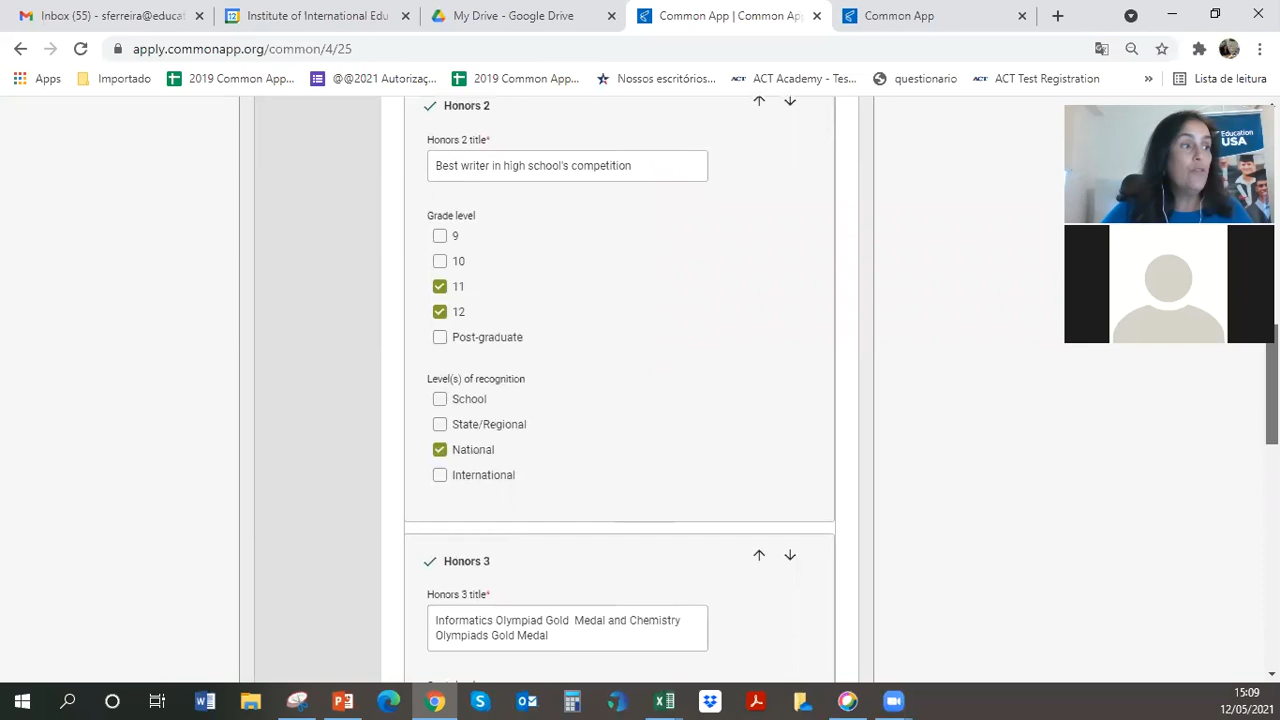 Inbox (55) - sferreira@educat
Institute of International Edu
My Drive - Google Drive
Common App | Common Ap
Common App
apply.commonapp.org/common/4/25
Apps
Importado
2019 Common App...
@@2021 Autorizaç...
2019 Common App...
Nossos escritórios...
ACT Academy - Tes...
questionario
ACT Test Registration
»
Lista de leitura
Honors 2
Honors 2 title*
Best writer in high school's competition
Grade level
9
10
11
12
Post-graduate
Level(s) of recognition
School
State/Regional
National
International
Honors 3
Honors 3 title*
Informatics Olympiad Gold Medal and Chemistry
Olympiads Gold Medal
Education
USA
15:09
12/05/2021